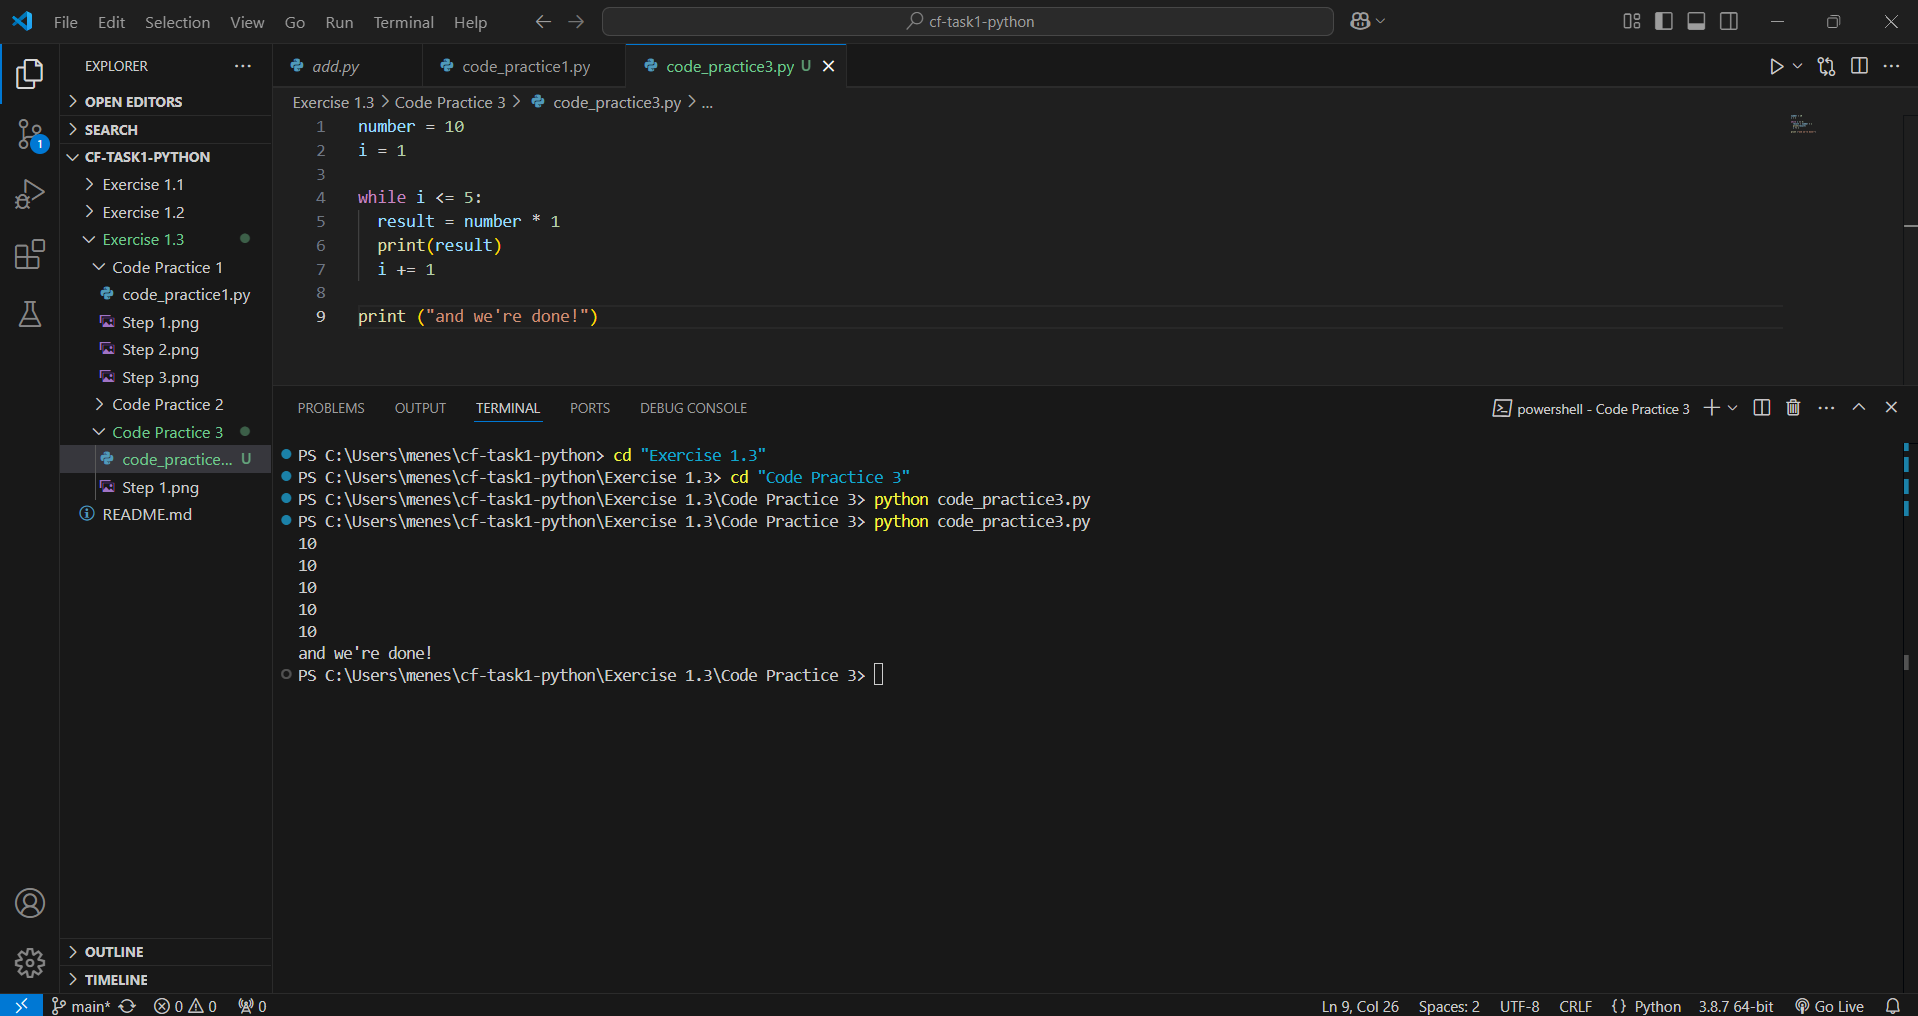 File Edit Selection View Go Run Terminal Help
cf-task1-python
EXPLORER
OPEN EDITORS
SEARCH
CF-TASK1-PYTHON
Exercise 1.1
Exercise 1.2
Exercise 1.3
Code Practice 1
code_practice1.py
Step 1.png
Step 2.png
Step 3.png
Code Practice 2
Code Practice 3
code_practice... U
Step 1.png
README.md
OUTLINE
TIMELINE
1
add.py code_practice1.py code_practice3.py U
Exercise 1.3 > Code Practice 3 > code_practice3.py > ...
1 number = 10
2 i = 1
3
4 while i <= 5:
5 result = number * 1
6 print(result)
7 i += 1
8
9 print ("and we're done!")
PROBLEMS OUTPUT TERMINAL PORTS DEBUG CONSOLE
powershell - Code Practice 3
PS C:\Users\menes\cf-task1-python> cd "Exercise 1.3"
PS C:\Users\menes\cf-task1-python\Exercise 1.3> cd "Code Practice 3"
PS C:\Users\menes\cf-task1-python\Exercise 1.3\Code Practice 3> python code_practice3.py
PS C:\Users\menes\cf-task1-python\Exercise 1.3\Code Practice 3> python code_practice3.py
10
10
10
10
10
and we're done!
PS C:\Users\menes\cf-task1-python\Exercise 1.3\Code Practice 3>
main* 0 0 0 Ln 9, Col 26 Spaces: 2 UTF-8 CRLF {} Python 3.8.7 64-bit Go Live